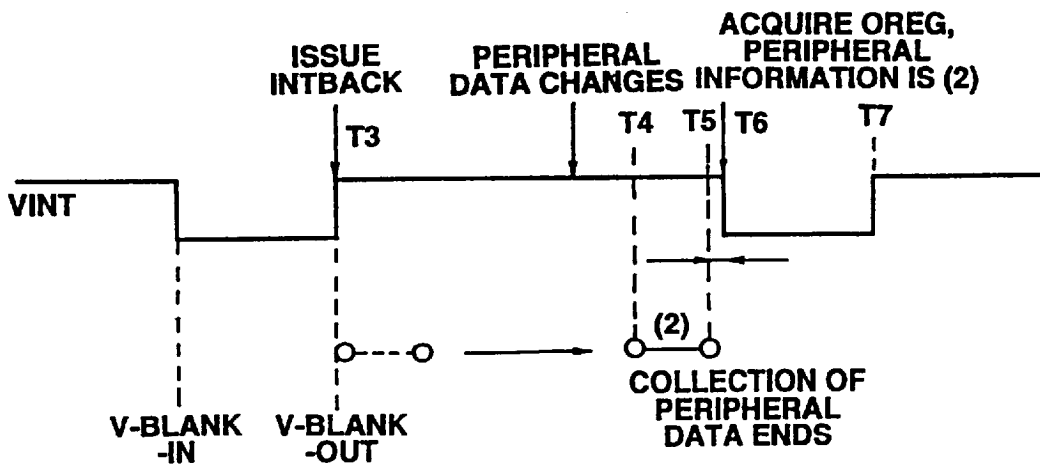 ISSUE
INTBACK
PERIPHERAL
DATA CHANGES
ACQUIRE OREG,
PERIPHERAL
INFORMATION IS (2)
T3
T4
T5
T6
T7
VINT
(2)
COLLECTION OF
PERIPHERAL
DATA ENDS
V-BLANK
-IN
V-BLANK
-OUT